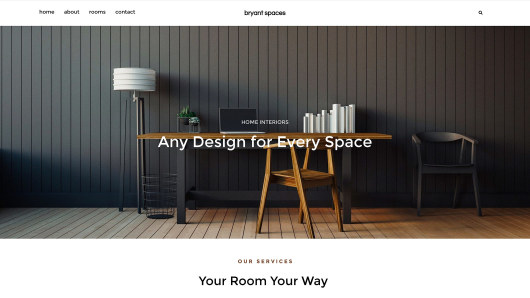 home about rooms contact
bryant spaces
HOME INTERIORS
Any Design for Every Space
OUR SERVICES
Your Room Your Way